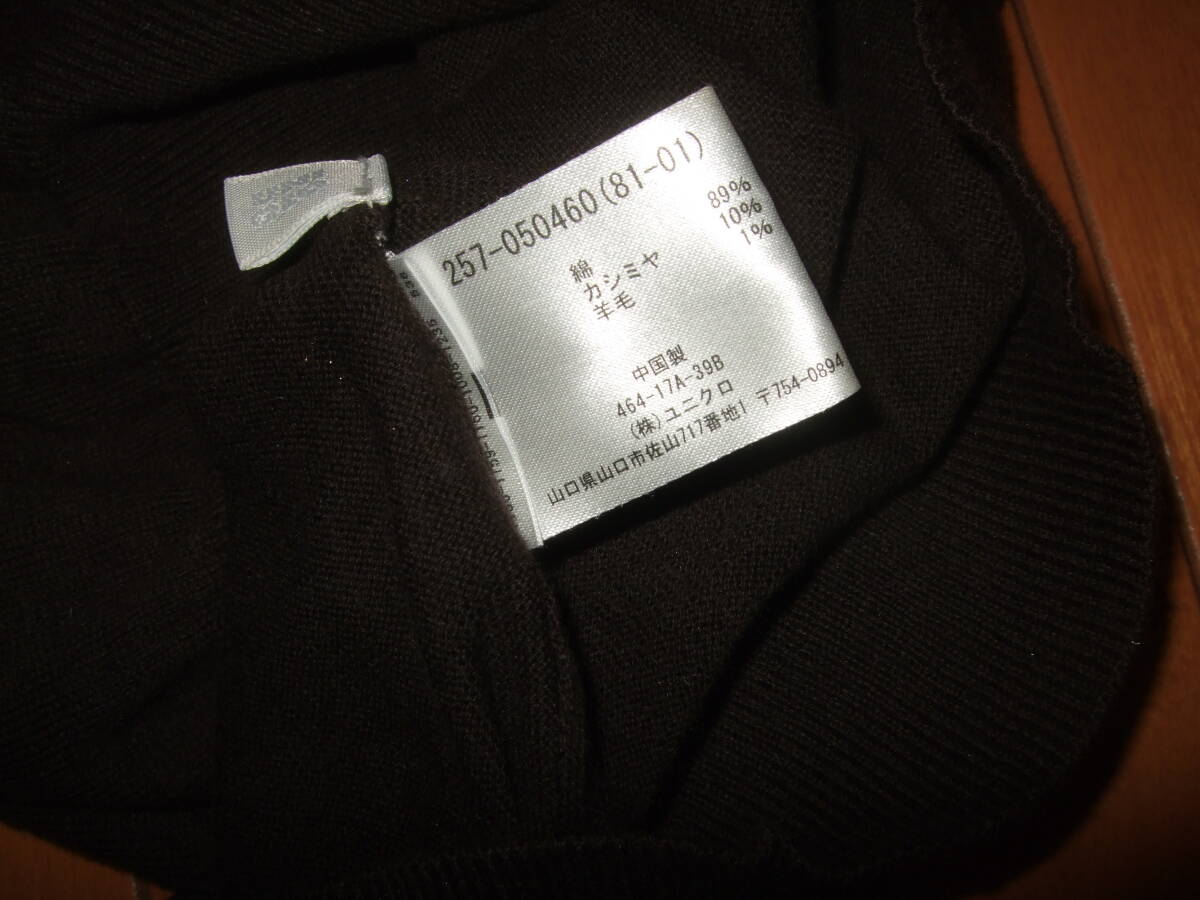 257-050460(81-01)
綿 89%
カシミヤ 10%
羊毛 1%
中国製
464-17A-39B
(株)ユニクロ
山口県山口市佐山717番地1 〒754-0894